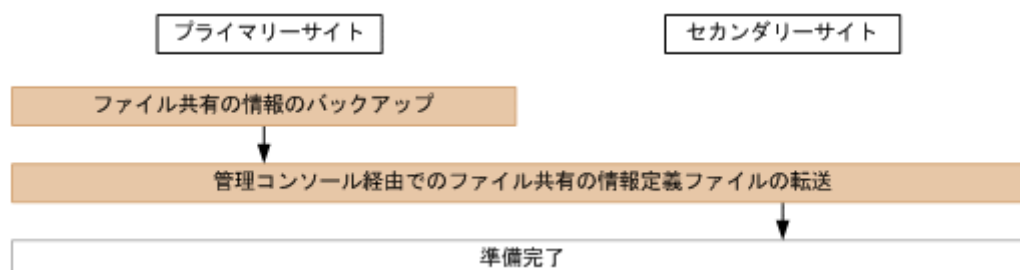 プライマリーサイト
セカンダリーサイト
ファイル共有の情報のバックアップ
管理コンソール経由でのファイル共有の情報定義ファイルの転送
準備完了